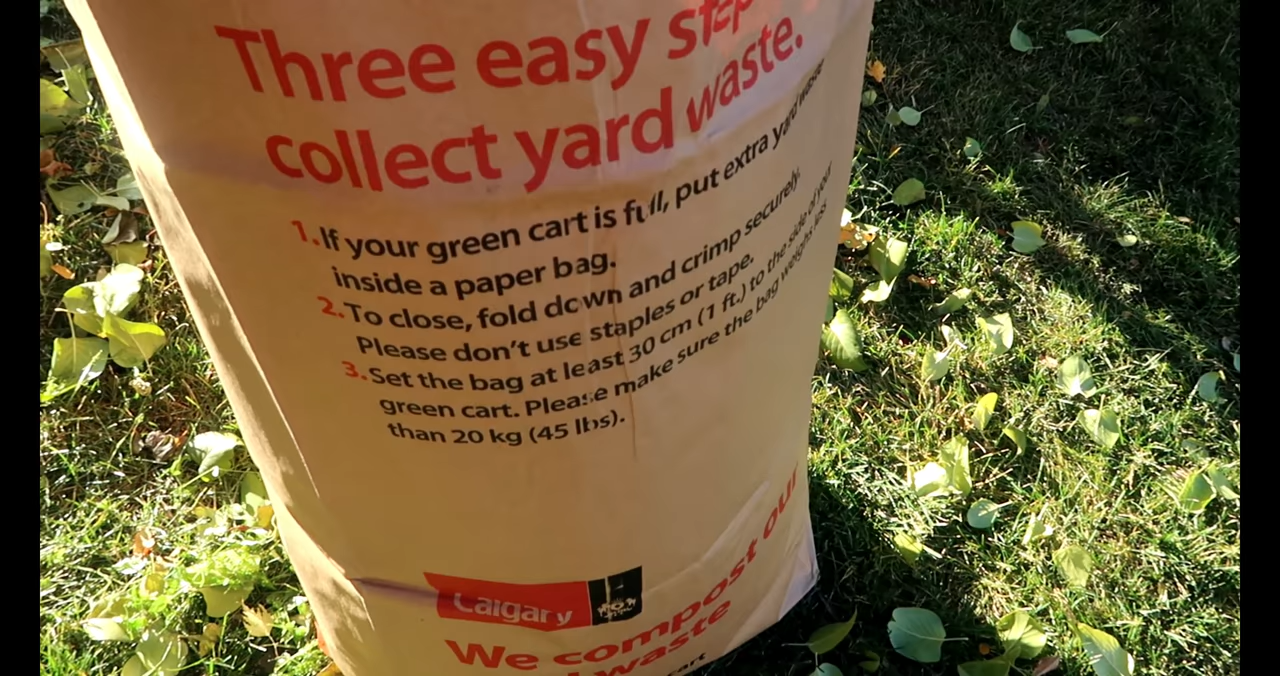 Three easy step
collect yard waste.
1. If your green cart is full, put extra yard waste
inside a paper bag.
2. To close, fold down and crimp securely.
Please don't use staples or tape.
3. Set the bag at least 30 cm (1 ft.) to the side of your
green cart. Please make sure the bag weighs less
than 20 kg (45 lbs).
Calgary
We compost our
waste
cart